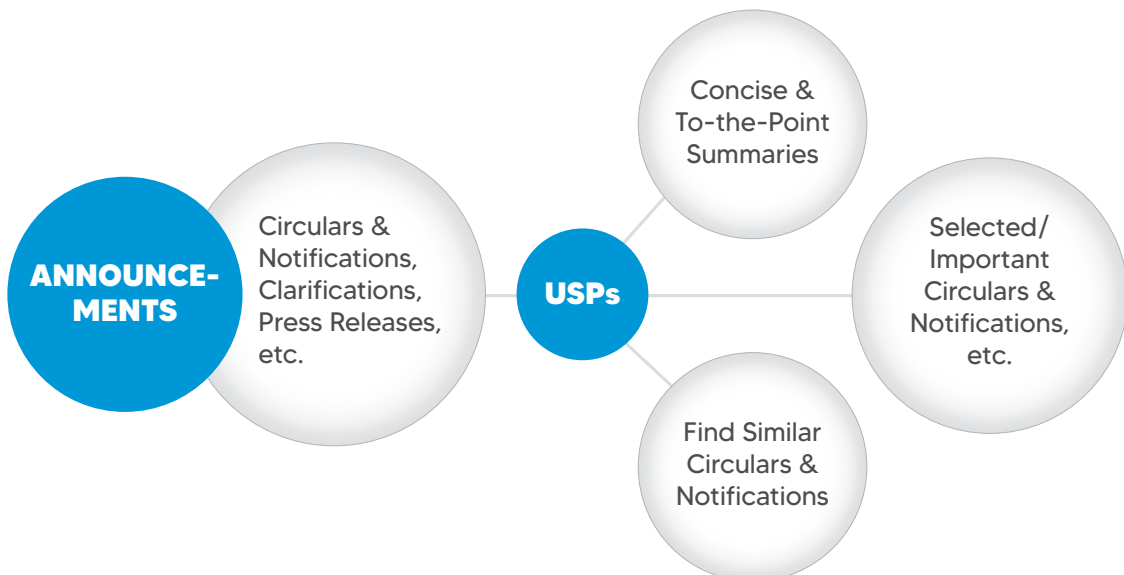 ANNOUNCE-
MENTS
Circulars &
Notifications,
Clarifications,
Press Releases,
etc.
USPs
Concise &
To-the-Point
Summaries
Selected/
Important
Circulars &
Notifications,
etc.
Find Similar
Circulars &
Notifications